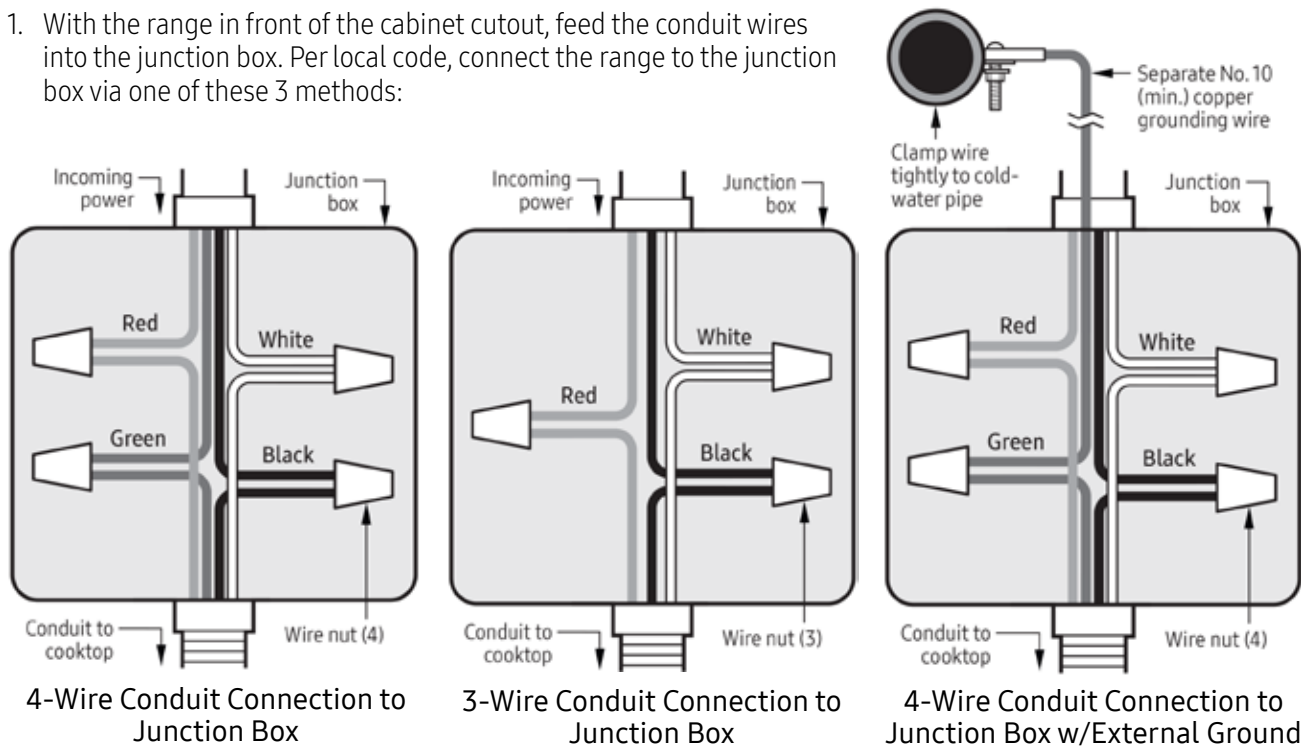 1. With the range in front of the cabinet cutout, feed the conduit wires
into the junction box. Per local code, connect the range to the junction
box via one of these 3 methods:
Incoming
power
Junction
box
Red
White
Green
Black
Conduit to
cooktop
Wire nut (4)
4-Wire Conduit Connection to
Junction Box
Incoming
power
Junction
box
White
Red
Black
Conduit to
cooktop
Wire nut (3)
3-Wire Conduit Connection to
Junction Box
Separate No. 10
(min.) copper
grounding wire
Clamp wire
tightly to cold-
water pipe
Junction
box
Red
White
Green
Black
Conduit to
cooktop
Wire nut (4)
4-Wire Conduit Connection to
Junction Box w/External Ground